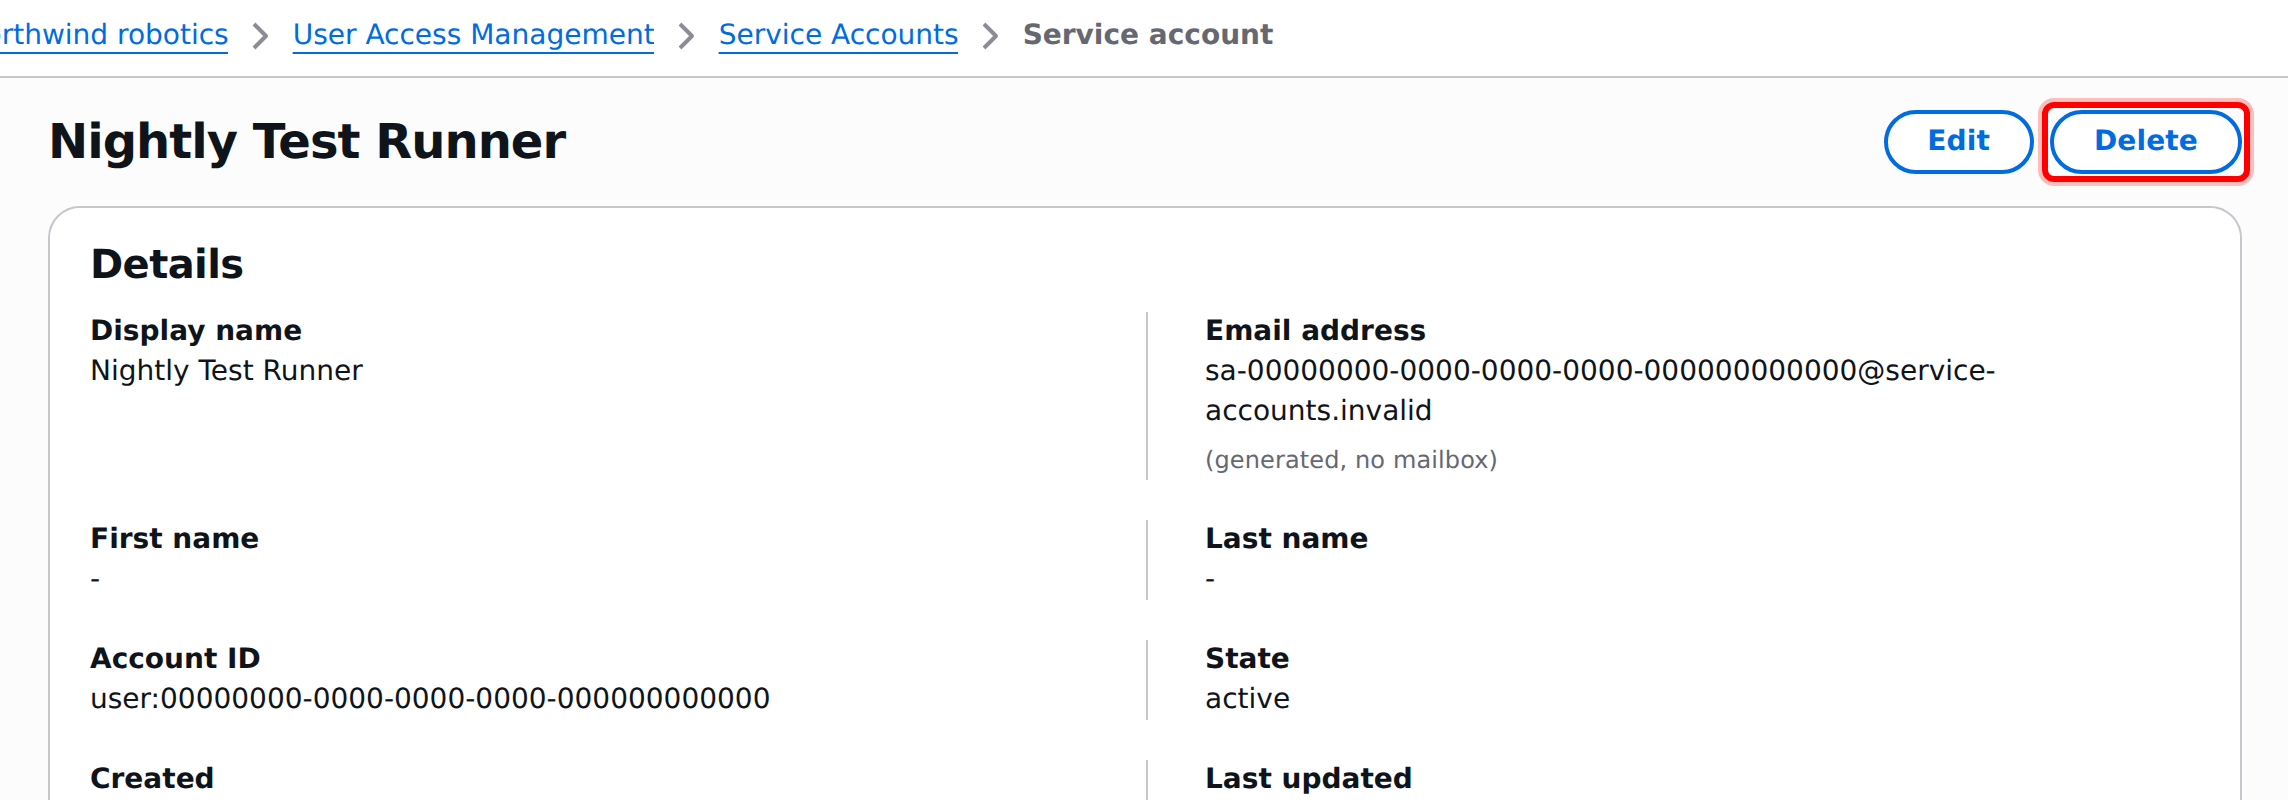 rthwind robotics > User Access Management > Service Accounts > Service account
Nightly Test Runner
Edit
Delete
Details
Display name
Nightly Test Runner
Email address
sa-00000000-0000-0000-0000-000000000000@service-
accounts.invalid
(generated, no mailbox)
First name
-
Last name
-
Account ID
user:00000000-0000-0000-0000-000000000000
State
active
Created
Last updated